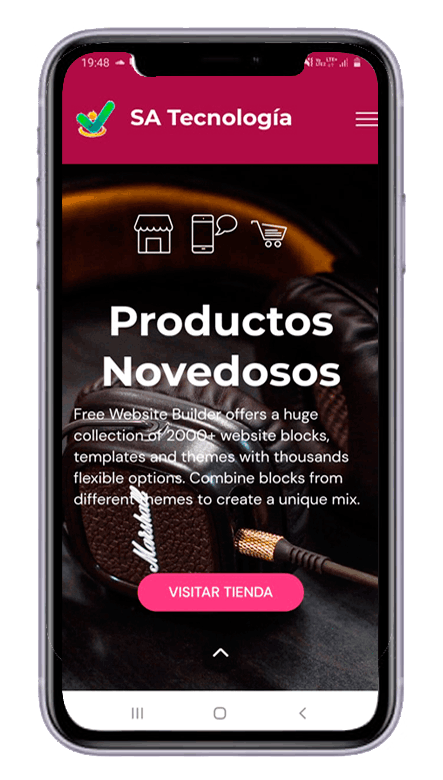 19:48
SA Tecnología
Productos
Novedosos
Free Website Builder offers a huge
collection of 2000+ website blocks,
templates and themes with thousands
flexible options. Combine blocks from
different themes to create a unique mix.
Marshall
VISITAR TIENDA